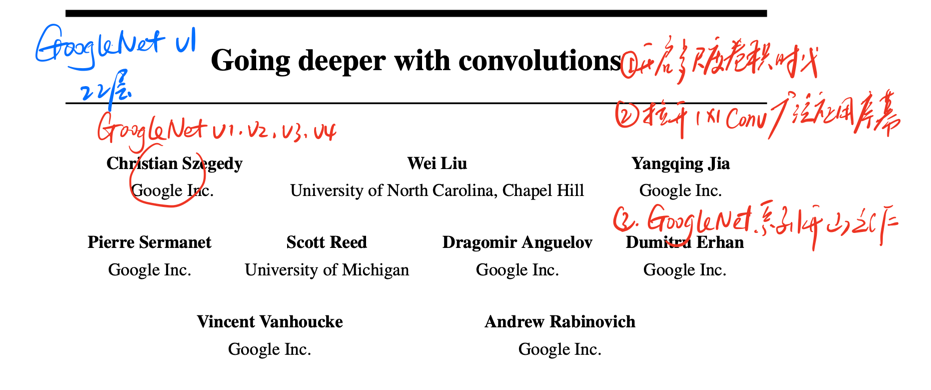 GoogleNet v1
22层
Going deeper with convolutions
①开启多尺度卷积时代
②拉开1X1 Conv广泛应用序幕
GoogleNet v1.v2.v3.v4
Christian Szegedy
Google Inc.
Wei Liu
University of North Carolina, Chapel Hill
Yangqing Jia
Google Inc.
③. GoogleNet系列开山之作
Pierre Sermanet
Google Inc.
Scott Reed
University of Michigan
Dragomir Anguelov
Google Inc.
Dumitru Erhan
Google Inc.
Vincent Vanhoucke
Google Inc.
Andrew Rabinovich
Google Inc.